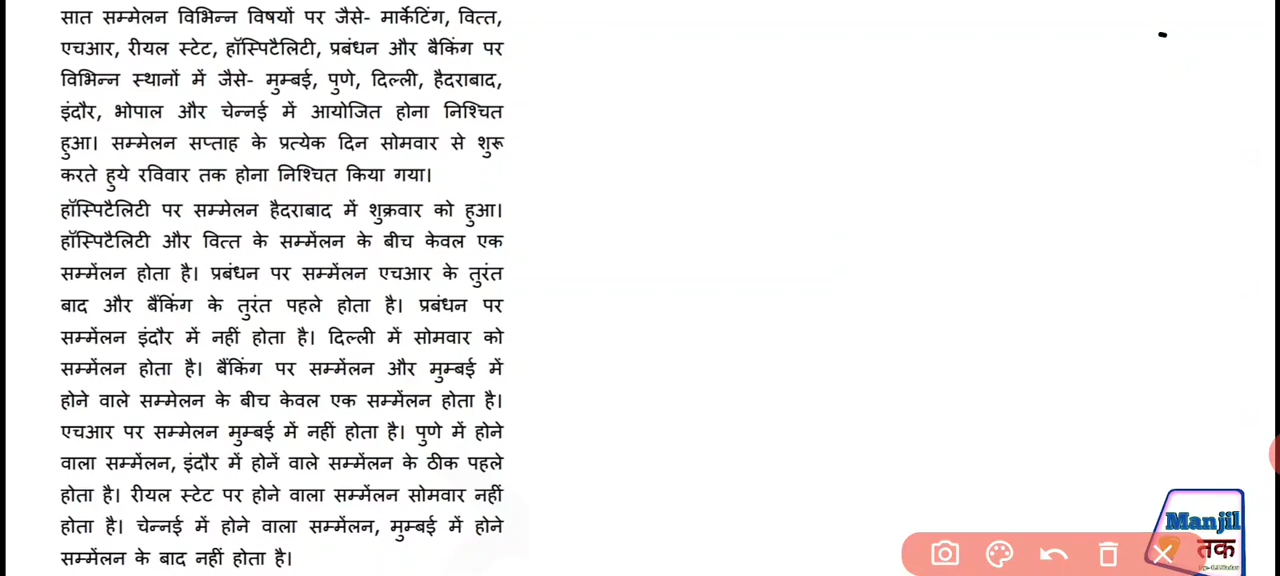 सात सम्मेलन विभिन्न विषयों पर जैसे- मार्केटिंग, वित्त,
एचआर, रीयल स्टेट, हॉस्पिटैलिटी, प्रबंधन और बैकिंग पर
विभिन्न स्थानों में जैसे- मुम्बई, पुणे, दिल्ली, हैदराबाद,
इंदौर, भोपाल और चेन्नई में आयोजित होना निश्चित
हुआ। सम्मेलन सप्ताह के प्रत्येक दिन सोमवार से शुरू
करते हुये रविवार तक होना निश्चित किया गया।
हॉस्पिटैलिटी पर सम्मेलन हैदराबाद में शुक्रवार को हुआ।
हॉस्पिटैलिटी और वित्त के सम्मेंलन के बीच केवल एक
सम्मेंलन होता है। प्रबंधन पर सम्मेंलन एचआर के तुरंत
बाद और बैंकिंग के तुरंत पहले होता है। प्रबंधन पर
सम्मेंलन इंदौर में नहीं होता है। दिल्ली में सोमवार को
सम्मेंलन होता है। बैंकिंग पर सम्मेंलन और मुम्बई में
होने वाले सम्मेलन के बीच केवल एक सम्मेंलन होता है।
एचआर पर सम्मेलन मुम्बई में नहीं होता है। पुणे में होने
वाला सम्मेंलन, इंदौर में होनें वाले सम्मेंलन के ठीक पहले
होता है। रीयल स्टेट पर होने वाला सम्मेंलन सोमवार नहीं
होता है। चेन्नई में होने वाला सम्मेंलन, मुम्बई में होने
सम्मेंलन के बाद नहीं होता है।
Manjil
तक